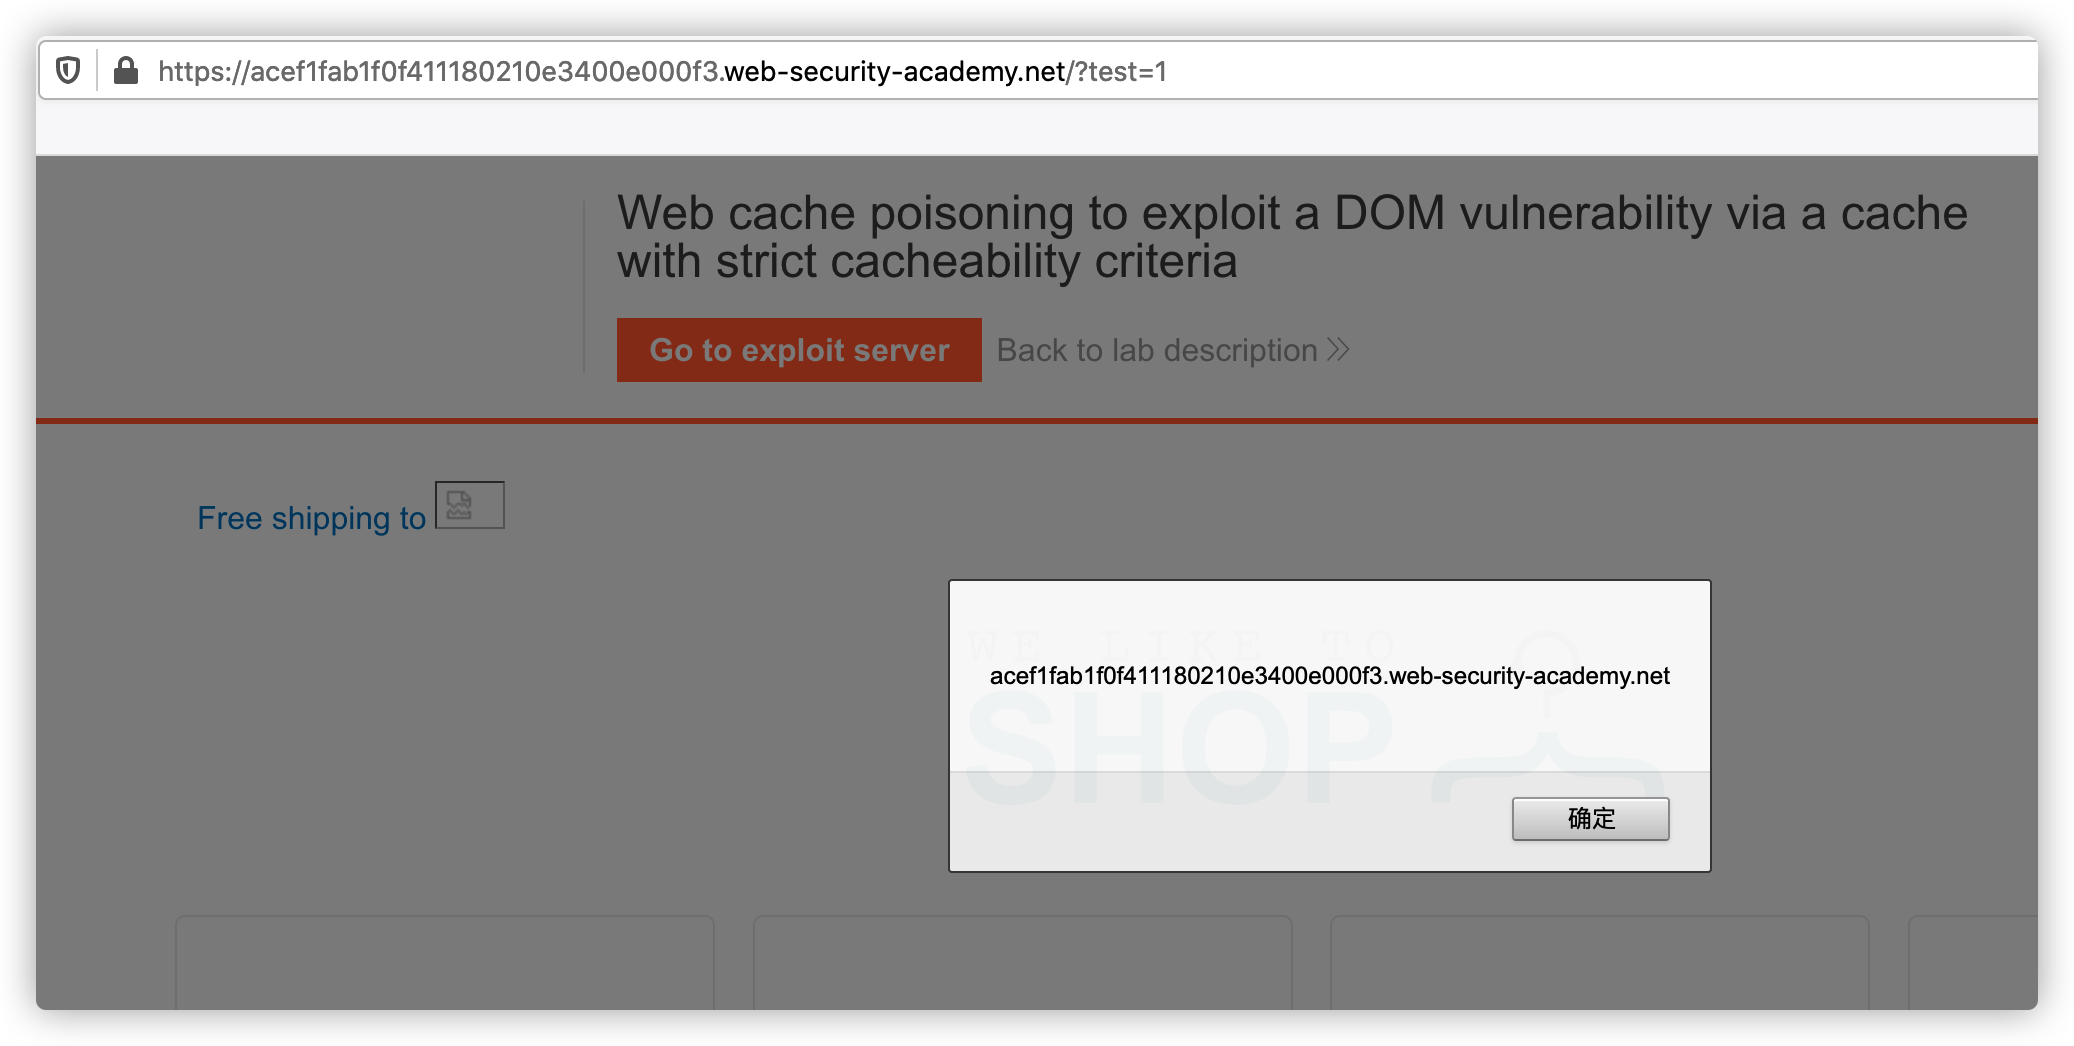 https://acef1fab1f0f411180210e3400e000f3.web-security-academy.net/?test=1
Web cache poisoning to exploit a DOM vulnerability via a cache
with strict cacheability criteria
Go to exploit server
Back to lab description
Free shipping to
WE LIKE TO
acef1fab1f0f411180210e3400e000f3.web-security-academy.net
SHOP
确定